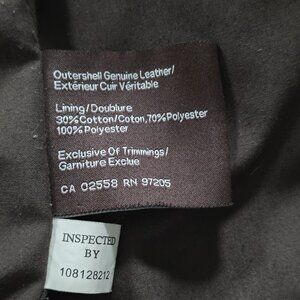 Outershell Genuine Leather/
Extérieur Cuir Véritable
Lining/Doublure
30%Cotton/Coton,70%Polyester
100%Polyester
Exclusive Of Trimmings/
Garniture Exclue
CA 02558 RN 97205
INSPECTED
BY
108128212